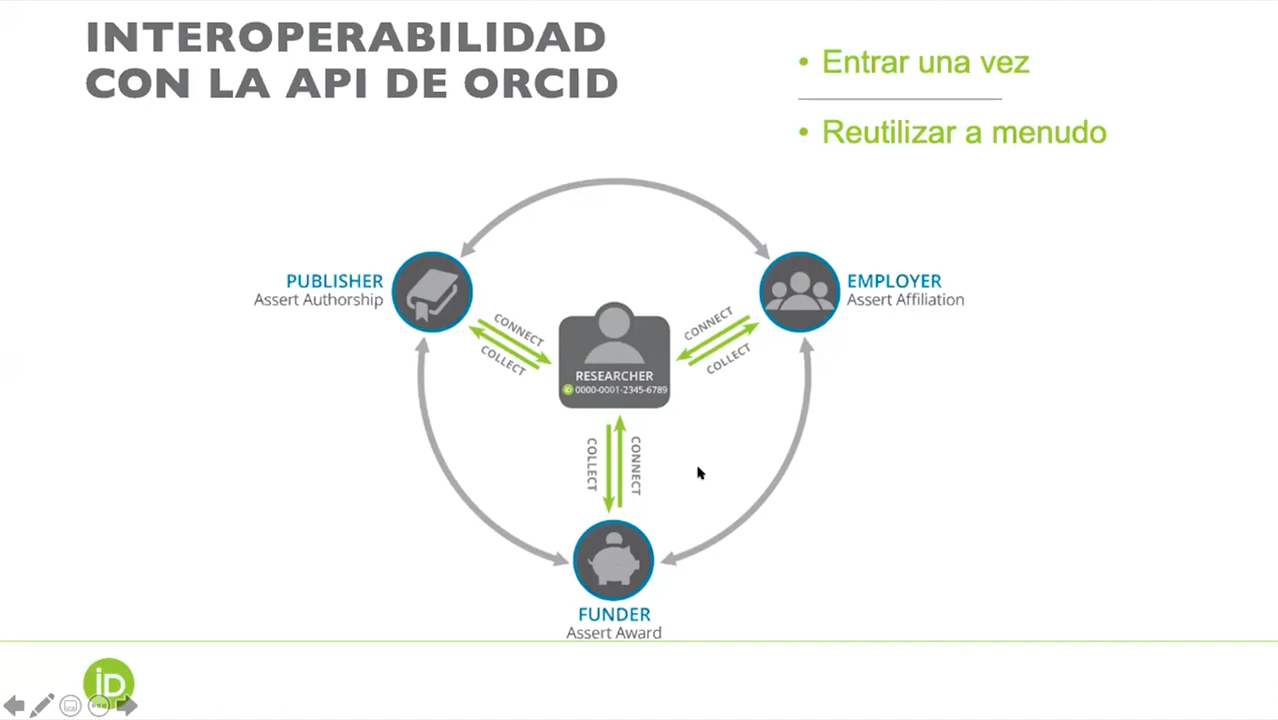 INTEROPERABILIDAD
CON LA API DE ORCID
• Entrar una vez
• Reutilizar a menudo
PUBLISHER
Assert Authorship
EMPLOYER
Assert Affiliation
CONNECT
COLLECT
CONNECT
COLLECT
RESEARCHER
iD 0000-0001-2345-6789
COLLECT
CONNECT
FUNDER
Assert Award
iD